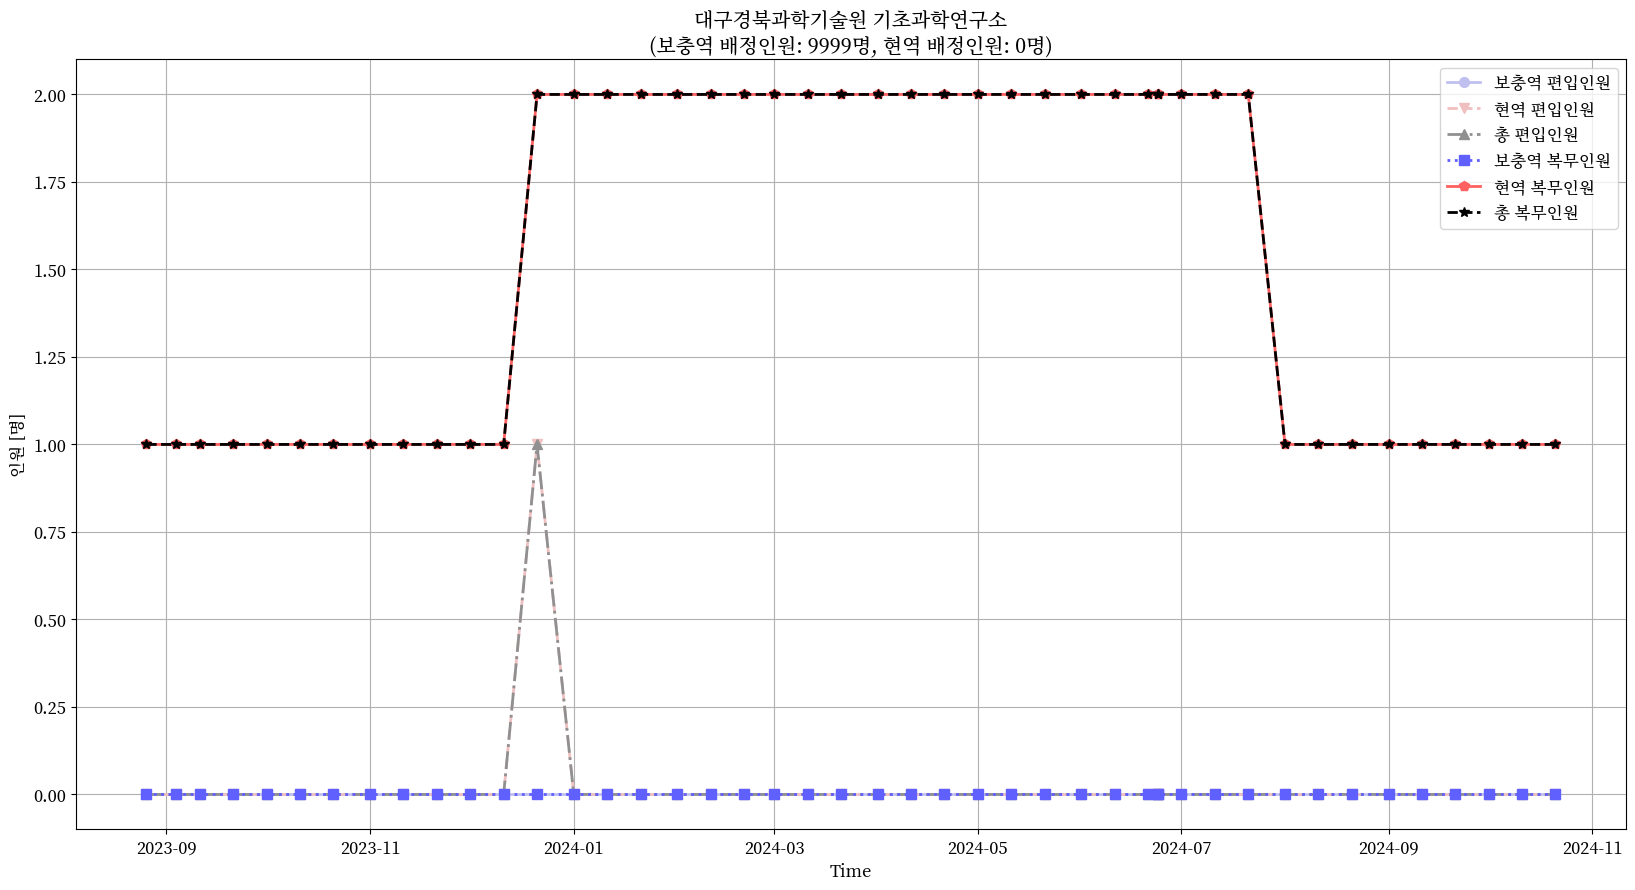 대구경북과학기술원 기초과학연구소
(보충역 배정인원: 9999명, 현역 배정인원: 0명)
보충역 편입인원
현역 편입인원
총 편입인원
보충역 복무인원
현역 복무인원
총 복무인원
인원 [명]
2.00
1.75
1.50
1.25
1.00
0.75
0.50
0.25
0.00
2023-09
2023-11
2024-01
2024-03
2024-05
2024-07
2024-09
2024-11
Time